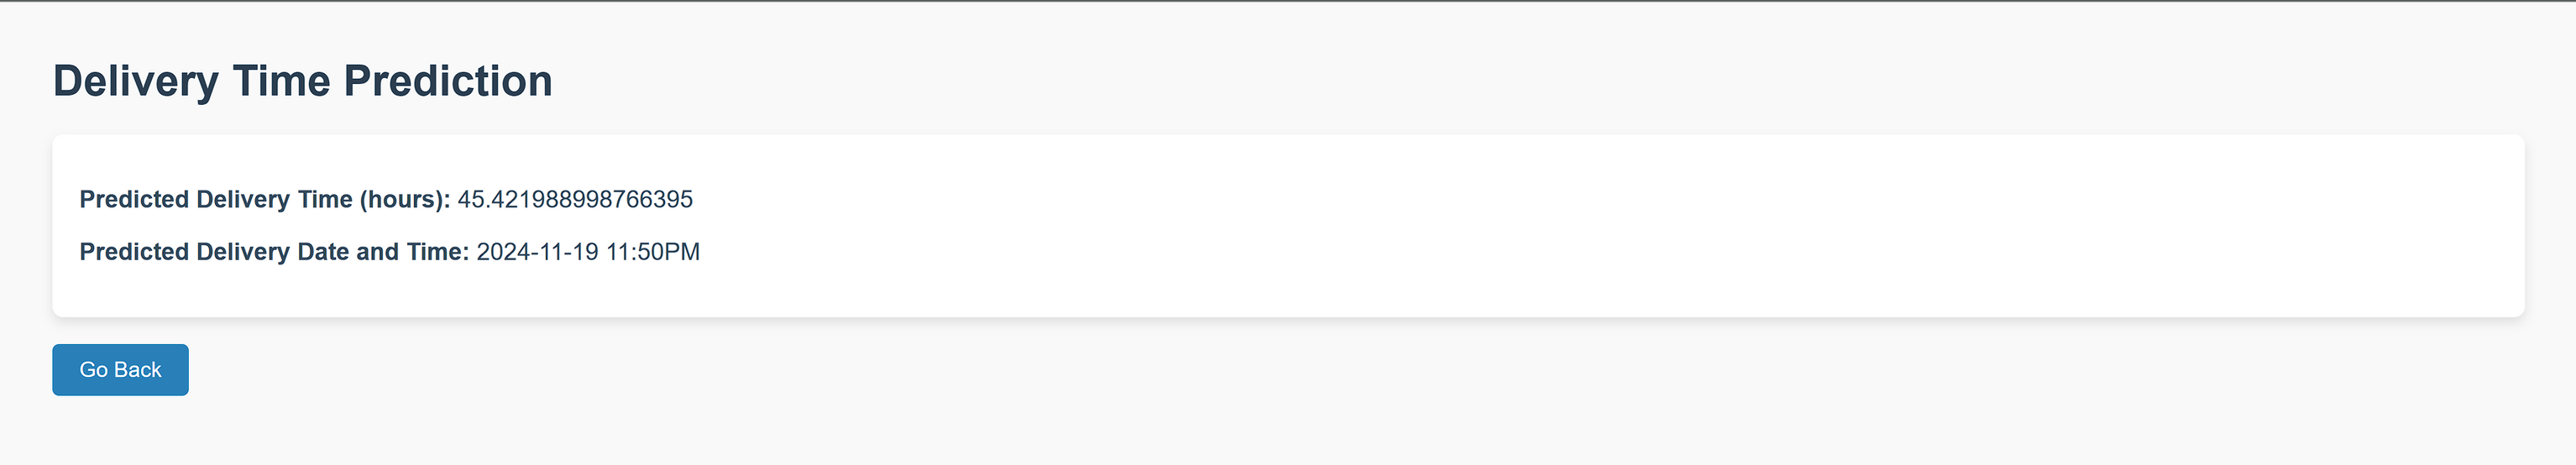 Delivery Time Prediction
Predicted Delivery Time (hours): 45.421988998766395
Predicted Delivery Date and Time: 2024-11-19 11:50PM
Go Back